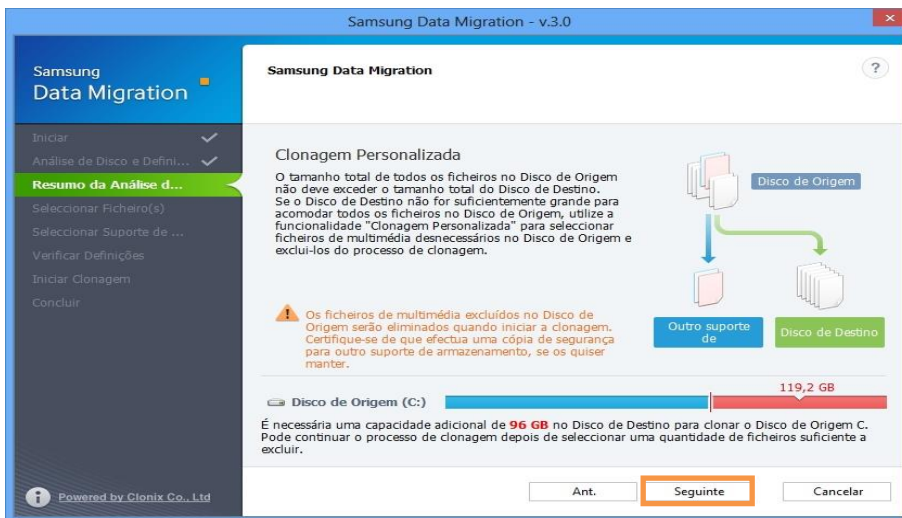 Samsung Data Migration - v.3.0
Samsung
Data Migration
Samsung Data Migration
?
Iniciar
Análise de Disco e Defini...
Resumo da Análise d...
Seleccionar Ficheiro(s)
Seleccionar Suporte de ...
Verificar Definições
Iniciar Clonagem
Concluir
Clonagem Personalizada
O tamanho total de todos os ficheiros no Disco de Origem
não deve exceder o tamanho total do Disco de Destino.
Se o Disco de Destino não for suficientemente grande para
acomodar todos os ficheiros no Disco de Origem, utilize a
funcionalidade "Clonagem Personalizada" para seleccionar
ficheiros de multimédia desnecessários no Disco de Origem e
exclui-los do processo de clonagem.
Disco de Origem
Os ficheiros de multimédia excluídos no Disco de
Origem serão eliminados quando iniciar a clonagem.
Certifique-se de que efectua uma cópia de segurança
para outro suporte de armazenamento, se os quiser
manter.
Outro suporte
de
Disco de Destino
119,2 GB
Disco de Origem (C:)
É necessária uma capacidade adicional de 96 GB no Disco de Destino para clonar o Disco de Origem C.
Pode continuar o processo de clonagem depois de seleccionar uma quantidade de ficheiros suficiente a
excluir.
Powered by Clonix Co., Ltd
Ant.
Seguinte
Cancelar